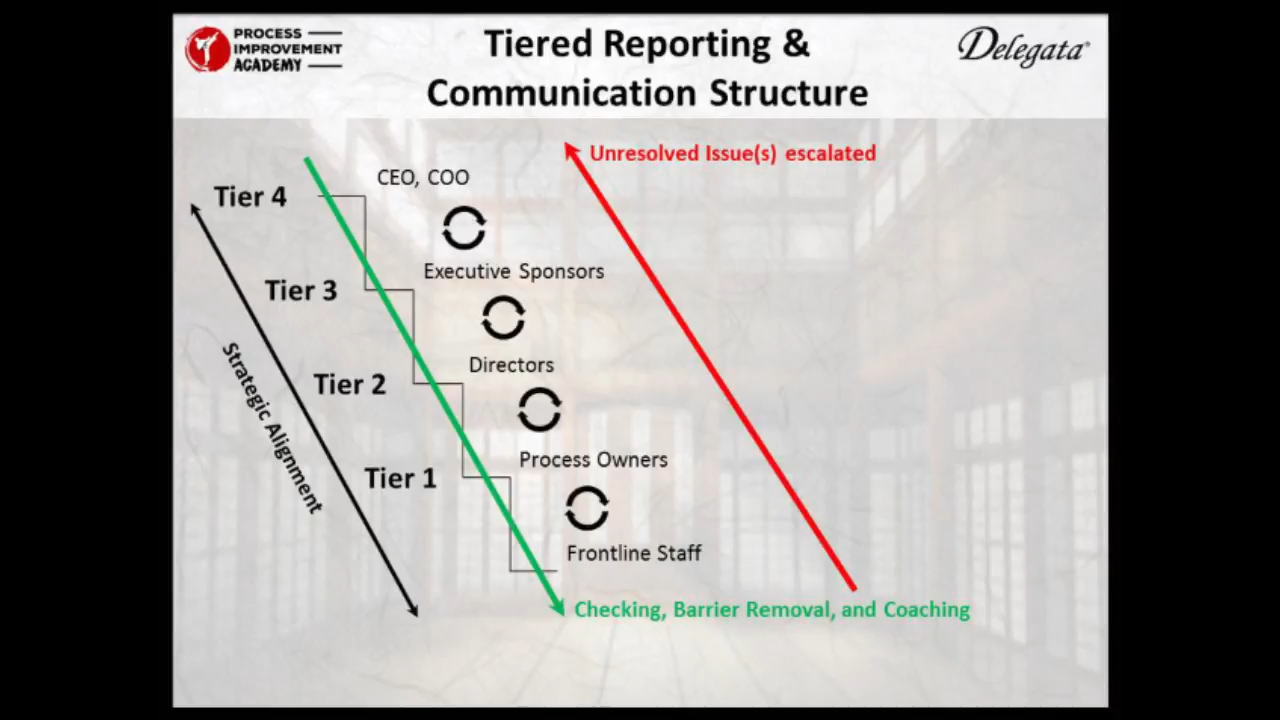 PROCESS
IMPROVEMENT
ACADEMY
Tiered Reporting &
Communication Structure
Delegata
Unresolved Issue(s) escalated
CEO, COO
Tier 4
Executive Sponsors
Tier 3
Directors
Tier 2
Strategic Alignment
Process Owners
Tier 1
Frontline Staff
Checking, Barrier Removal, and Coaching